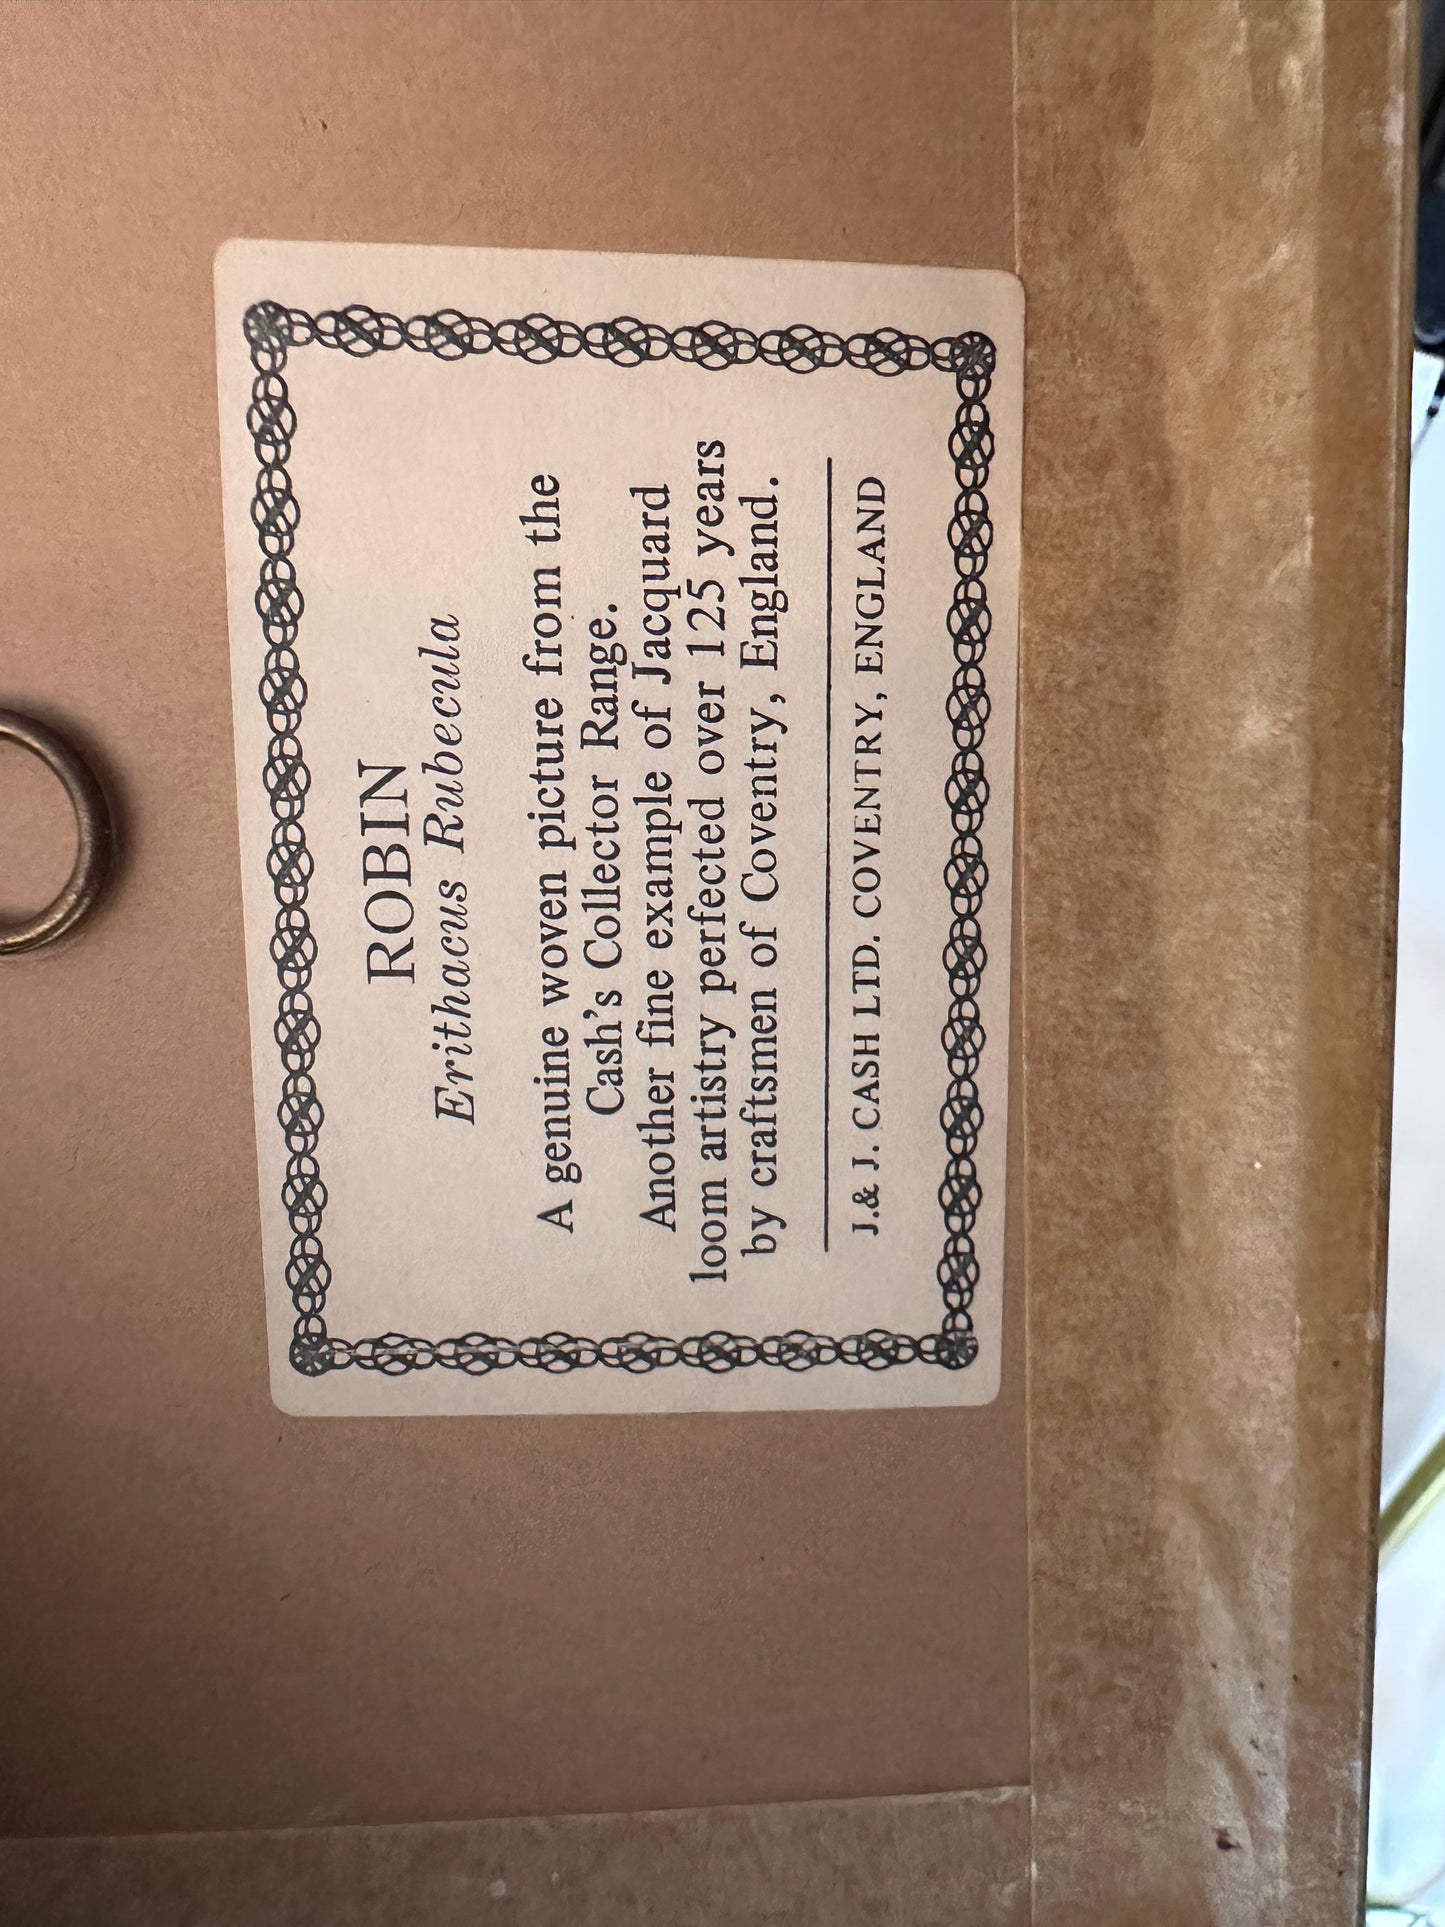 ROBIN
Erithacus Rubecula
A genuine woven picture from the
Cash's Collector Range.
Another fine example of Jacquard
loom artistry perfected over 125 years
by craftsmen of Coventry, England.
J.& J. CASH LTD. COVENTRY, ENGLAND